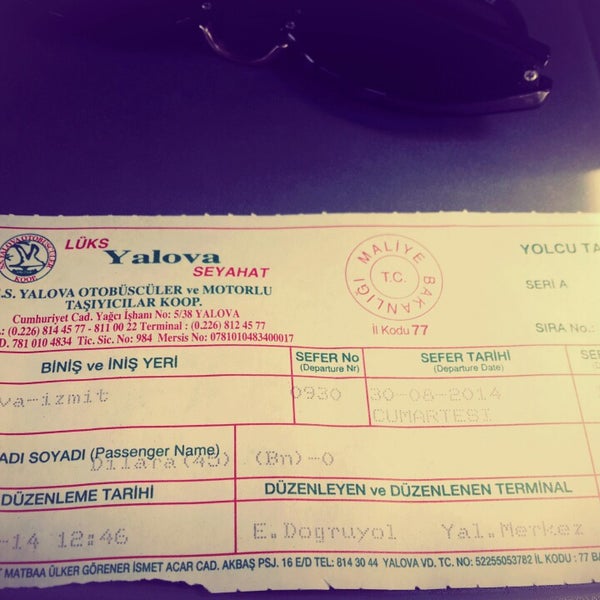 LÜKS
Yalova
SEYAHAT
S.S. YALOVA OTOBÜSCÜLER ve MOTORLU
TAŞIYICILAR KOOP.
Cumhuriyet Cad. Yağcı İşhanı No: 5/38 YALOVA
: (0.226) 814 45 77 - 811 00 22 Terminal : (0.226) 812 45 77
D. 781 010 4834 Tic. Sic. No: 984 Mersis No: 0781010483400017
MALİYE BAKANLIĞI
T.C.
İl Kodu 77
YOLCU TA
SERİ A
SIRA No.:
BİNİŞ ve İNİŞ YERİ
SEFER No
(Departure Nr)
SEFER TARİHİ
(Departure Date)
SE
va-izmit
0930
30-08-2014
CUMARTESI
ADI SOYADI (Passenger Name)
Dilara(45) (Bn)-0
DÜZENLEME TARİHİ
DÜZENLEYEN ve DÜZENLENEN TERMİNAL
-14 12:46
E.Dogruyol Yal.Merkez
T MATBAA ÜLKER GÖRENER İSMET ACAR CAD. AKBAŞ PSJ. 16 E/D TEL: 814 30 44 YALOVA VD. TC. NO: 52255053782 İL KODU : 77 BA